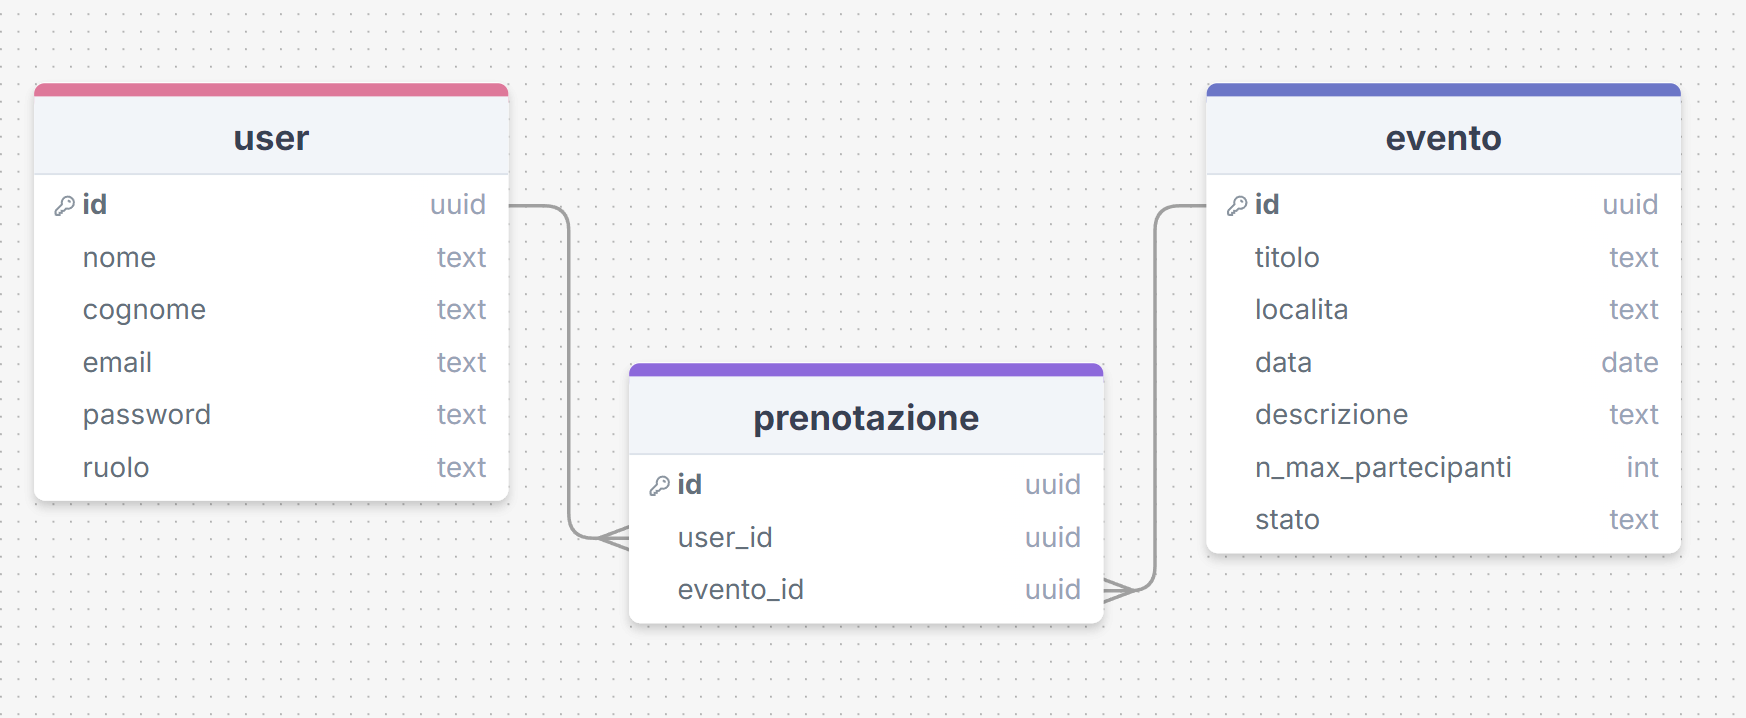 user
id uuid
nome text
cognome text
email text
password text
ruolo text
prenotazione
id uuid
user_id uuid
evento_id uuid
evento
id uuid
titolo text
localita text
data date
descrizione text
n_max_partecipanti int
stato text